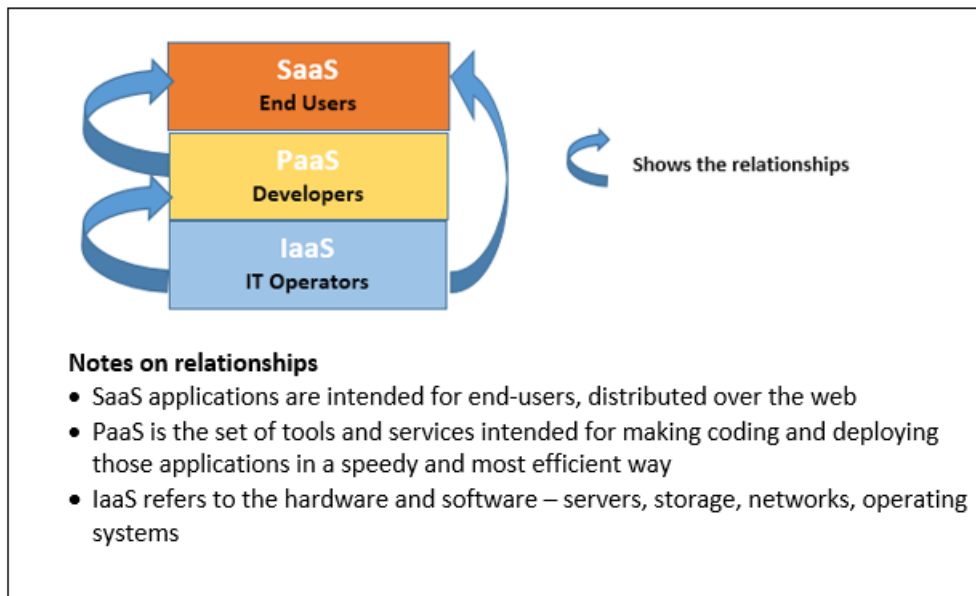 SaaS
End Users
PaaS
Developers
IaaS
IT Operators
Shows the relationships
Notes on relationships
• SaaS applications are intended for end-users, distributed over the web
• PaaS is the set of tools and services intended for making coding and deploying
those applications in a speedy and most efficient way
• IaaS refers to the hardware and software – servers, storage, networks, operating
systems